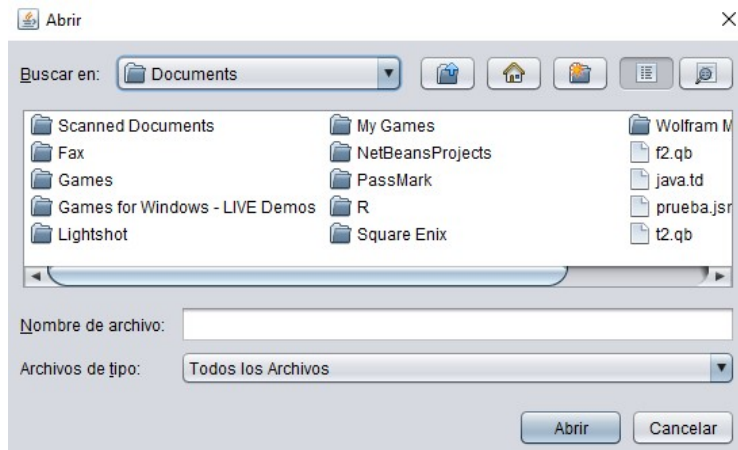 Abrir
Buscar en: Documents
Scanned Documents
Fax
Games
Games for Windows - LIVE Demos
Lightshot
My Games
NetBeansProjects
PassMark
R
Square Enix
Wolfram
f2.qb
java.td
t2.qb
Nombre de archivo:
Archivos de tipo: Todos los Archivos
Abrir Cancelar